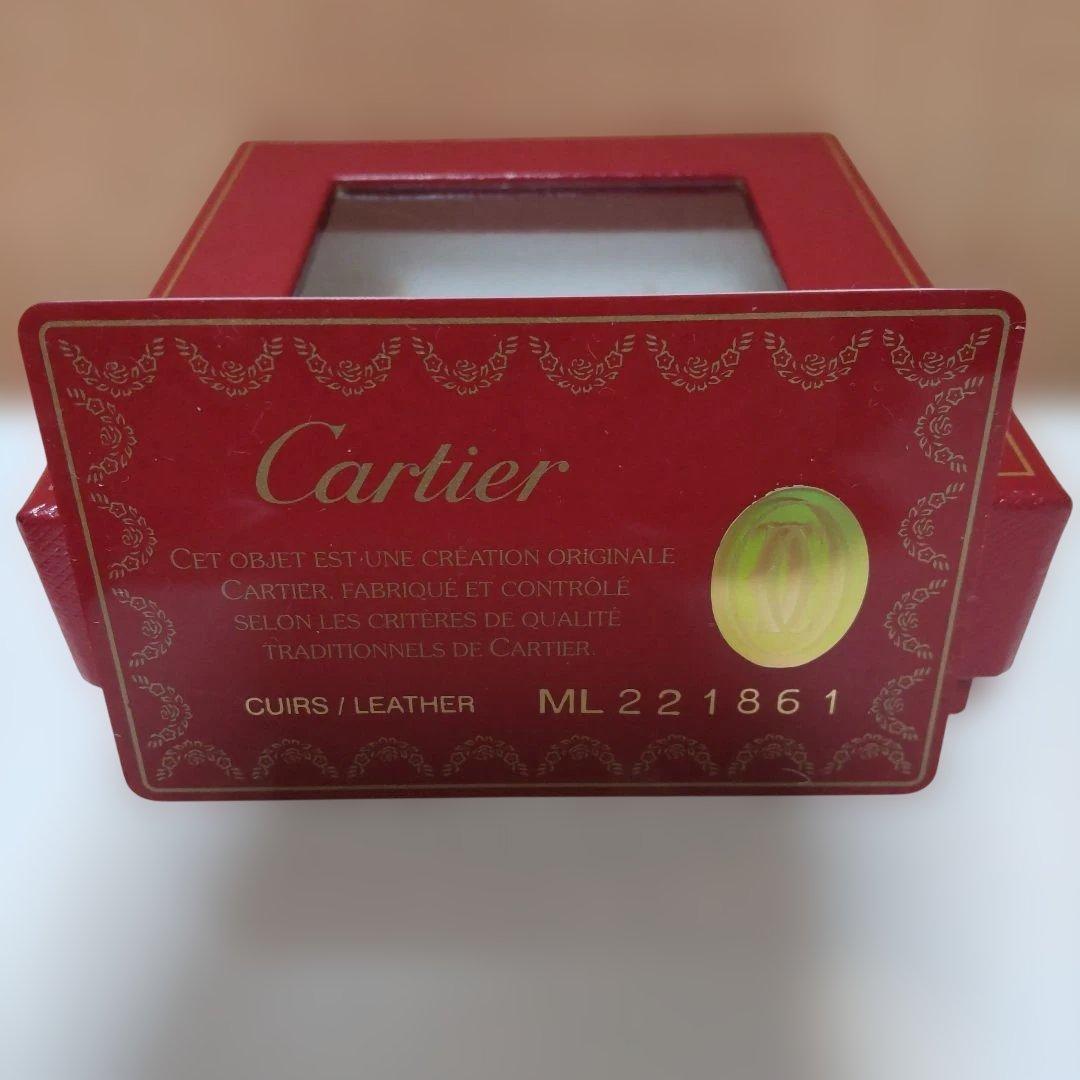 Cartier
CET OBJET EST UNE CRÉATION ORIGINALE
CARTIER, FABRIQUÉ ET CONTRÔLÉ
SELON LES CRITÈRES DE QUALITÉ
TRADITIONNELS DE CARTIER.
CUIRS / LEATHER ML 221861